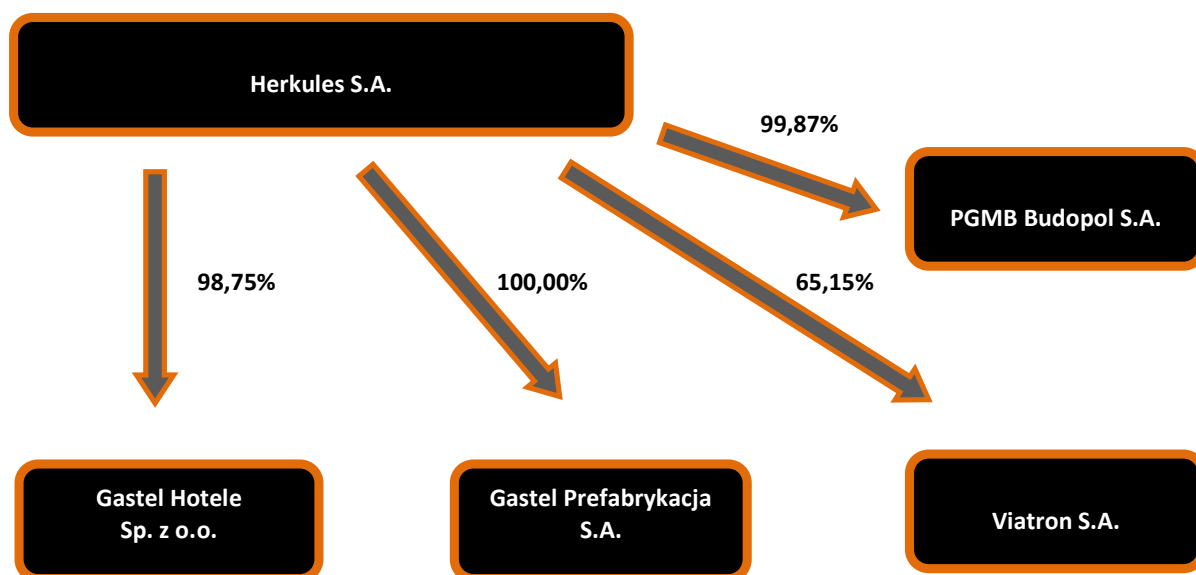 Herkules S.A.
99,87%
PGMB Budopol S.A.
98,75%
100,00%
65,15%
Gastel Hotele
Sp. z o.o.
Gastel Prefabrykacja
S.A.
Viatron S.A.